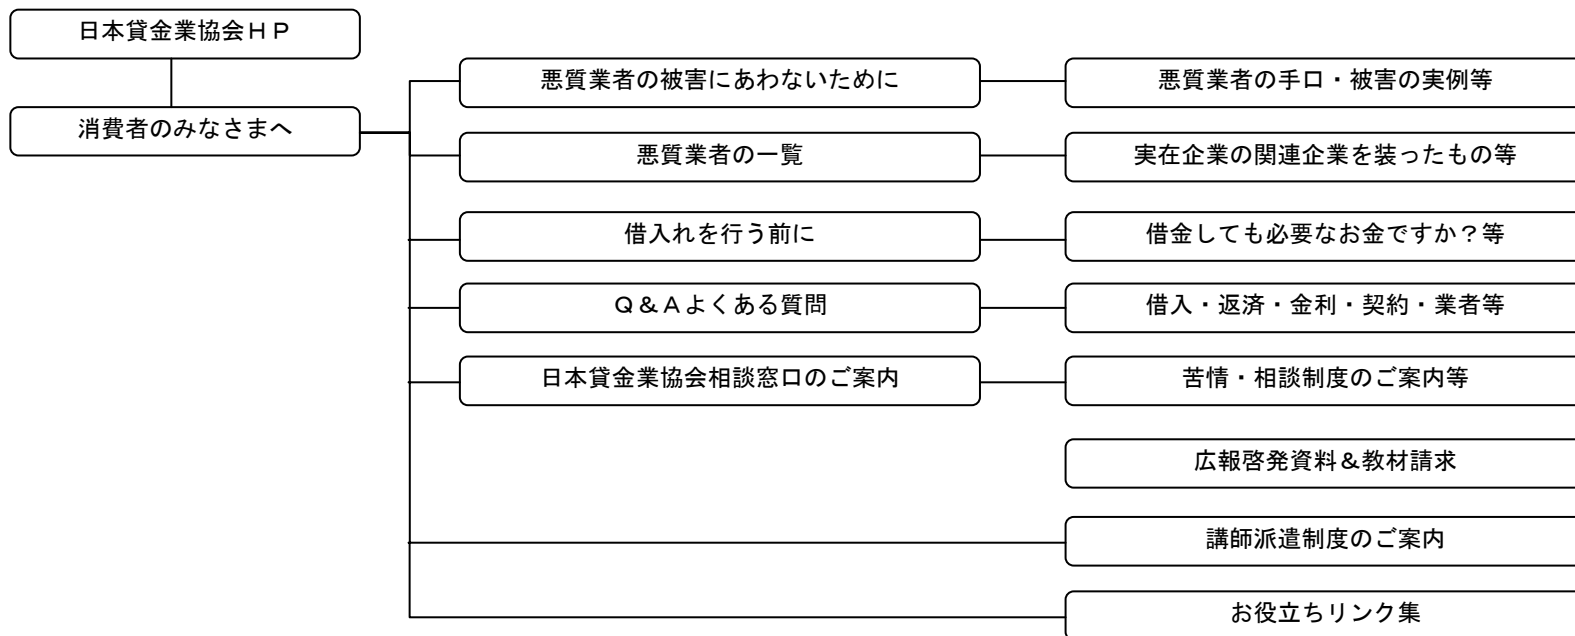 日本貸金業協会ＨＰ
消費者のみなさまへ
悪質業者の被害にあわないために
悪質業者の手口・被害の実例等
悪質業者の一覧
実在企業の関連企業を装ったもの等
借入れを行う前に
借金しても必要なお金ですか？等
Ｑ＆Ａよくある質問
借入・返済・金利・契約・業者等
日本貸金業協会相談窓口のご案内
苦情・相談制度のご案内等
広報啓発資料＆教材請求
講師派遣制度のご案内
お役立ちリンク集